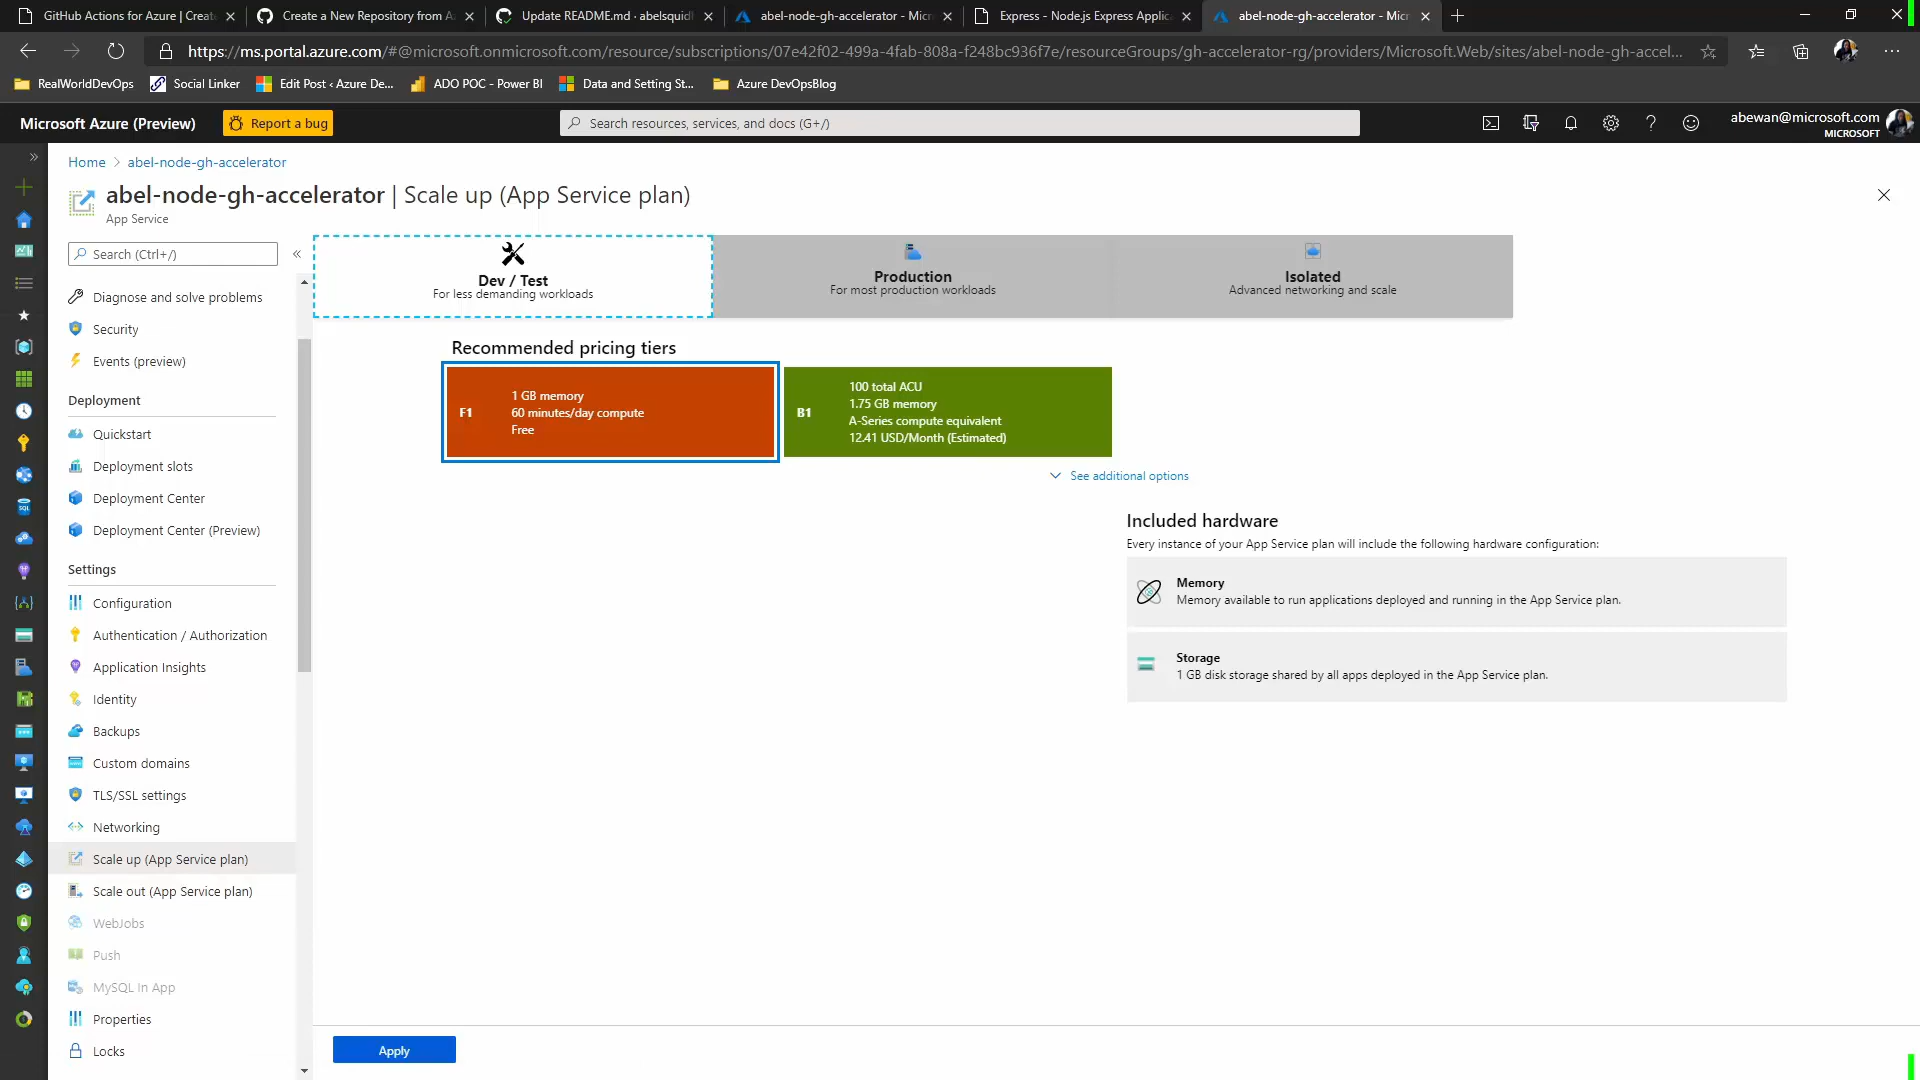 GitHub Actions for Azure | Creat
Create a New Repository from A
Update README.md · abelsquid
abel-node-gh-accelerator - Micr
Express - Node.js Express Applic
abel-node-gh-accelerator - Micr
https://ms.portal.azure.com/#@microsoft.onmicrosoft.com/resource/subscriptions/07e42f02-499a-4fab-808a-f248bc936f7e/resourceGroups/gh-accelerator-rg/providers/Microsoft.Web/sites/abel-node-gh-accel...
RealWorldDevOps
Social Linker
Edit Post ‹ Azure De...
ADO POC - Power BI
Data and Setting St...
Azure DevOpsBlog
Microsoft Azure (Preview)
Report a bug
Search resources, services, and docs (G+/)
abewan@microsoft.com
MICROSOFT
Home > abel-node-gh-accelerator
abel-node-gh-accelerator | Scale up (App Service plan)
App Service
Search (Ctrl+/)
Diagnose and solve problems
Security
Events (preview)
Deployment
Quickstart
Deployment slots
Deployment Center
Deployment Center (Preview)
Settings
Configuration
Authentication / Authorization
Application Insights
Identity
Backups
Custom domains
TLS/SSL settings
Networking
Scale up (App Service plan)
Scale out (App Service plan)
WebJobs
Push
MySQL In App
Properties
Locks
Dev / Test
For less demanding workloads
Production
For most production workloads
Isolated
Advanced networking and scale
Recommended pricing tiers
F1
1 GB memory
60 minutes/day compute
Free
B1
100 total ACU
1.75 GB memory
A-Series compute equivalent
12.41 USD/Month (Estimated)
See additional options
Included hardware
Every instance of your App Service plan will include the following hardware configuration:
Memory
Memory available to run applications deployed and running in the App Service plan.
Storage
1 GB disk storage shared by all apps deployed in the App Service plan.
Apply